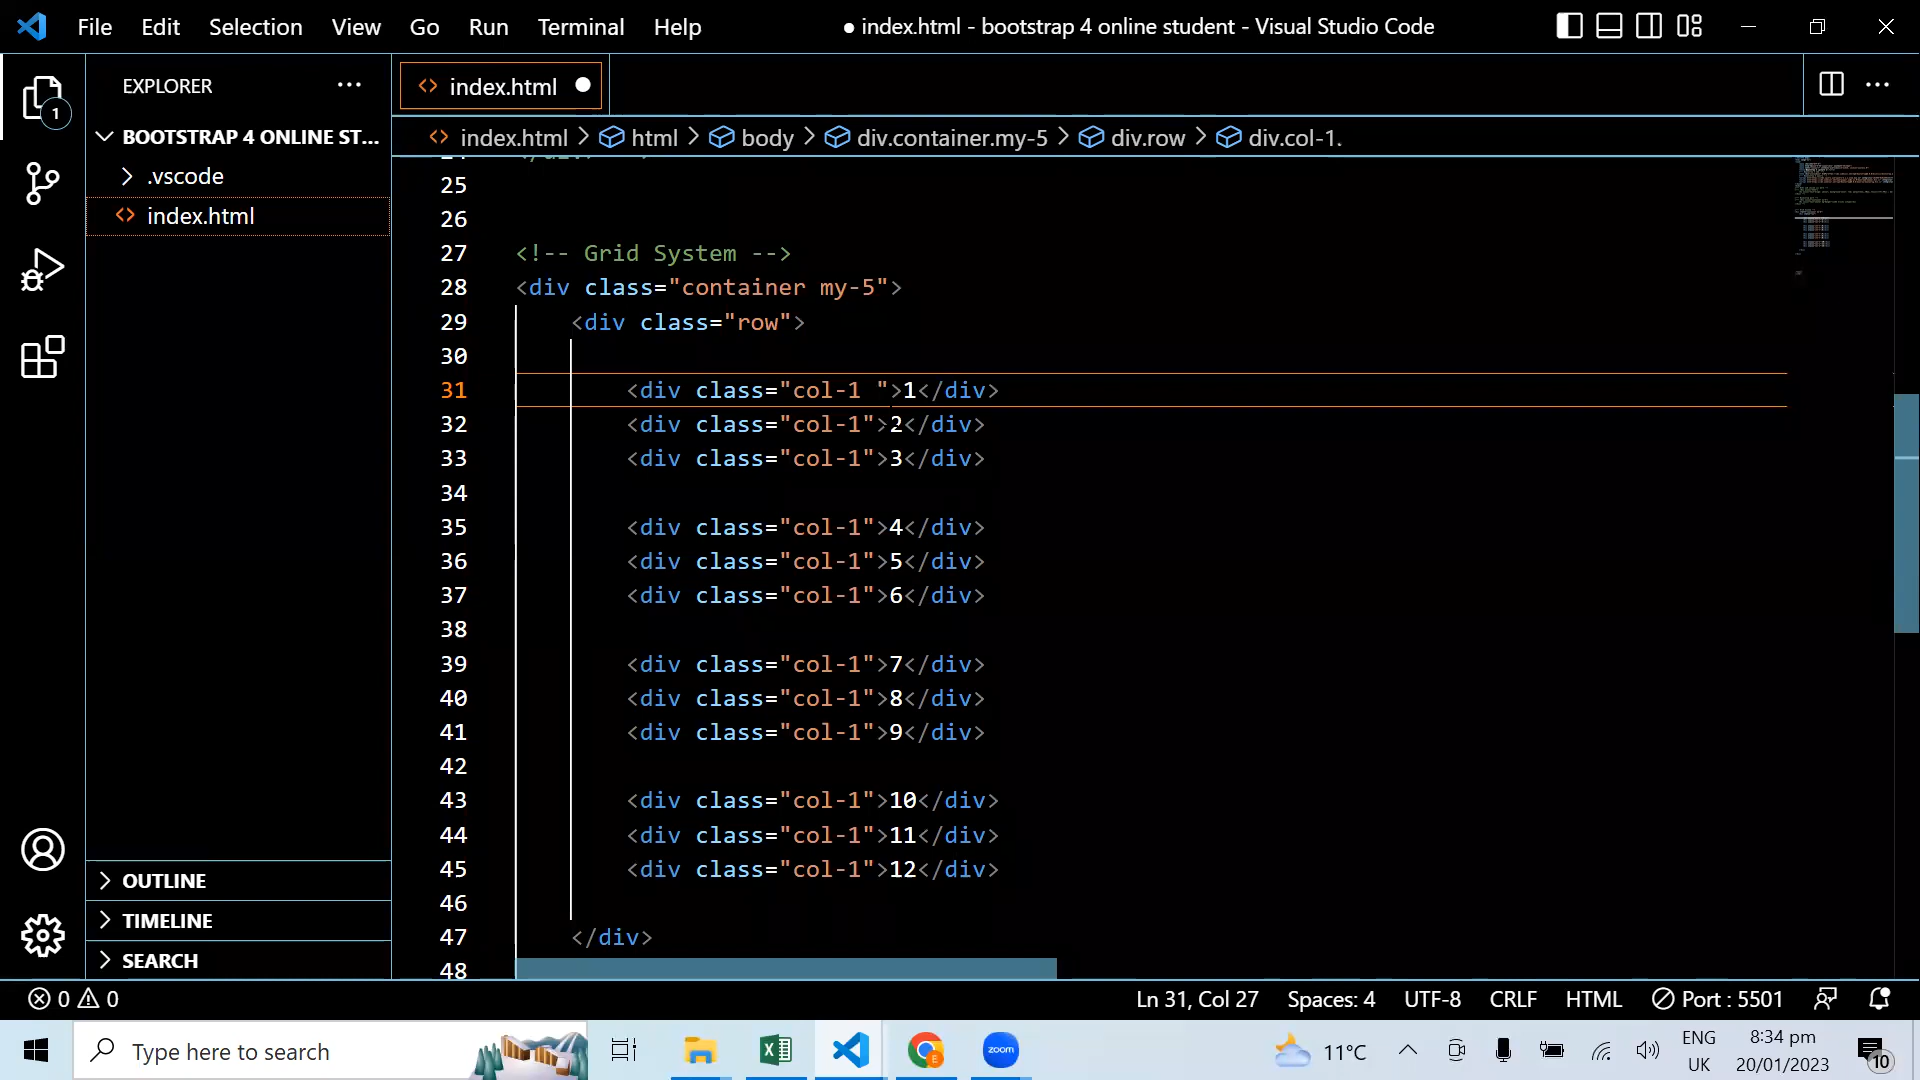 File Edit Selection View Go Run Terminal Help
● index.html - bootstrap 4 online student - Visual Studio Code
EXPLORER
index.html
1
BOOTSTRAP 4 ONLINE ST...
.vscode
index.html
index.html > html > body > div.container.my-5 > div.row > div.col-1.
25
26
27 <!-- Grid System -->
28 <div class="container my-5">
29 <div class="row">
30
31 <div class="col-1 ">1</div>
32 <div class="col-1">2</div>
33 <div class="col-1">3</div>
34
35 <div class="col-1">4</div>
36 <div class="col-1">5</div>
37 <div class="col-1">6</div>
38
39 <div class="col-1">7</div>
40 <div class="col-1">8</div>
41 <div class="col-1">9</div>
42
43 <div class="col-1">10</div>
44 <div class="col-1">11</div>
45 <div class="col-1">12</div>
46
47 </div>
48
OUTLINE
TIMELINE
SEARCH
0 0
Ln 31, Col 27 Spaces: 4 UTF-8 CRLF HTML Port : 5501
Type here to search
zoom
E
11°C
ENG
UK
8:34 pm
20/01/2023
10